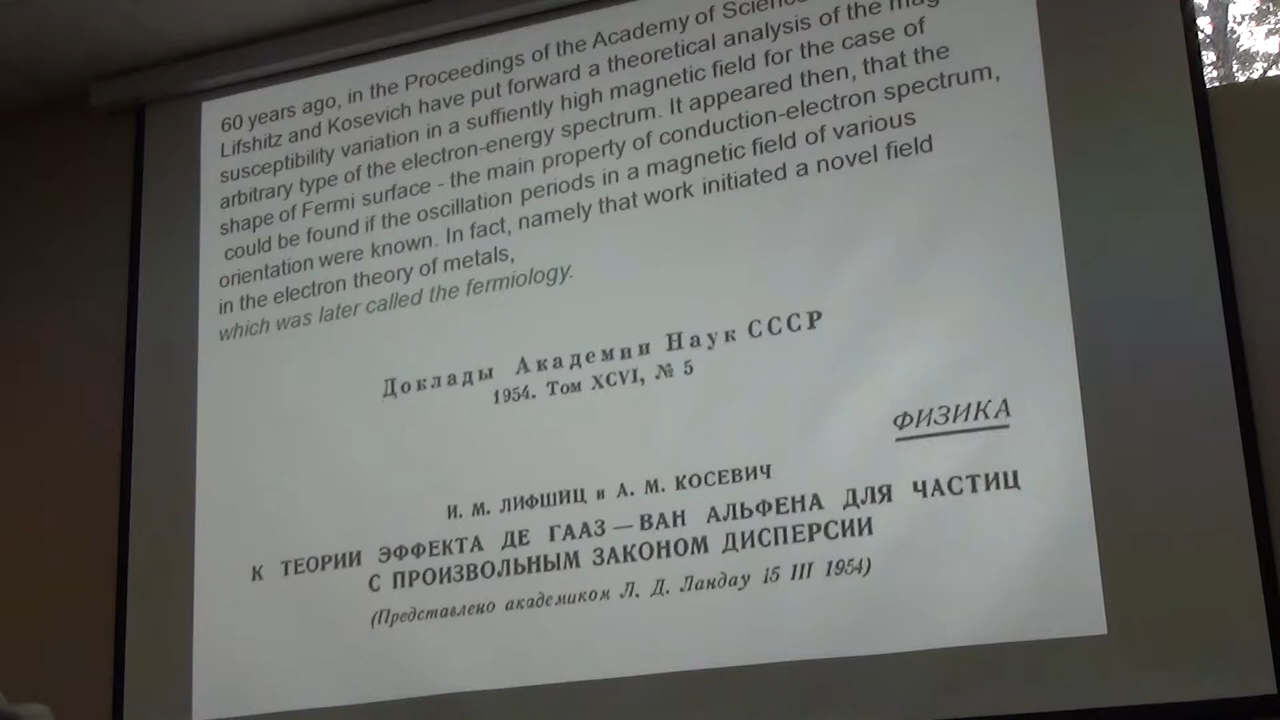 60 years ago, in the Proceedings of the Academy of
Lifshitz and Kosevich have put forward a theoretical analysis of the
susceptibility variation in a suffiently high magnetic field for the case of
arbitrary type of the electron-energy spectrum. It appeared then, that the
shape of Fermi surface - the main property of conduction-electron spectrum,
could be found if the oscillation periods in a magnetic field of various
orientation were known. In fact, namely that work initiated a novel field
in the electron theory of metals,
which was later called the fermiology.
Доклады Академии Наук СССР
1954. Том XCVI, № 5
ФИЗИКА
И. М. ЛИФШИЦ и А. М. КОСЕВИЧ
К ТЕОРИИ ЭФФЕКТА ДЕ ГААЗ — ВАН АЛЬФЕНА ДЛЯ ЧАСТИЦ
С ПРОИЗВОЛЬНЫМ ЗАКОНОМ ДИСПЕРСИИ
(Представлено академиком Л. Д. Ландау 15 III 1954)